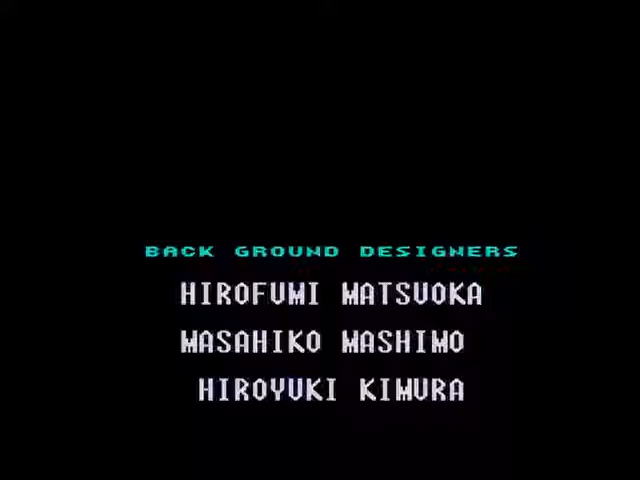 BACK GROUND DESIGNERS
HIROFUMI MATSUOKA
MASAHIKO MASHIMO
HIROYUKI KIMURA